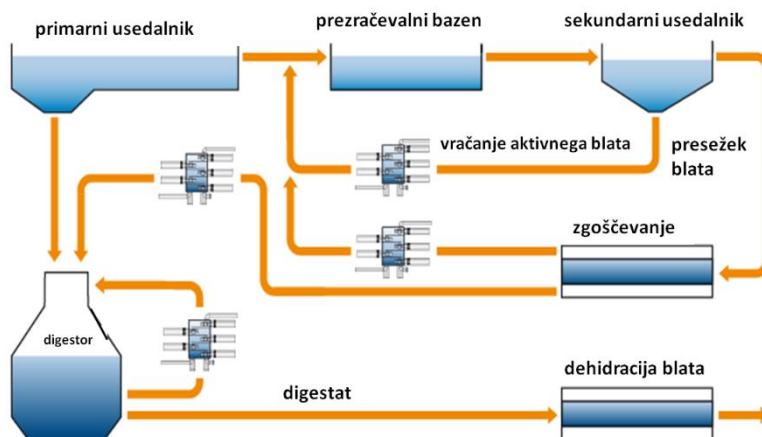 primarni usedalnik
prezračevalni bazen
sekundarni usedalnik
vračanje aktivnega blata
presežek
blata
zgoščevanje
digestor
digestat
dehidracija blata